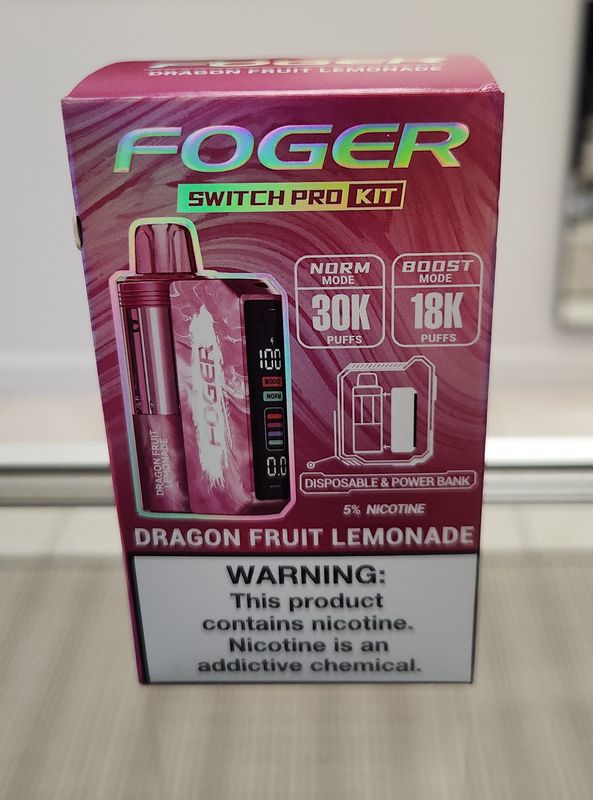 DRAGON FRUIT LEMONADE
FOGER
SWITCH PRO KIT
NORM
MODE
30K
PUFFS
BOOST
MODE
18K
PUFFS
FOGER
100
BOOST
NORM
0.0
DRAGON FRUIT
LEMONADE
DISPOSABLE & POWER BANK
5% NICOTINE
DRAGON FRUIT LEMONADE
WARNING:
This product
contains nicotine.
Nicotine is an
addictive chemical.